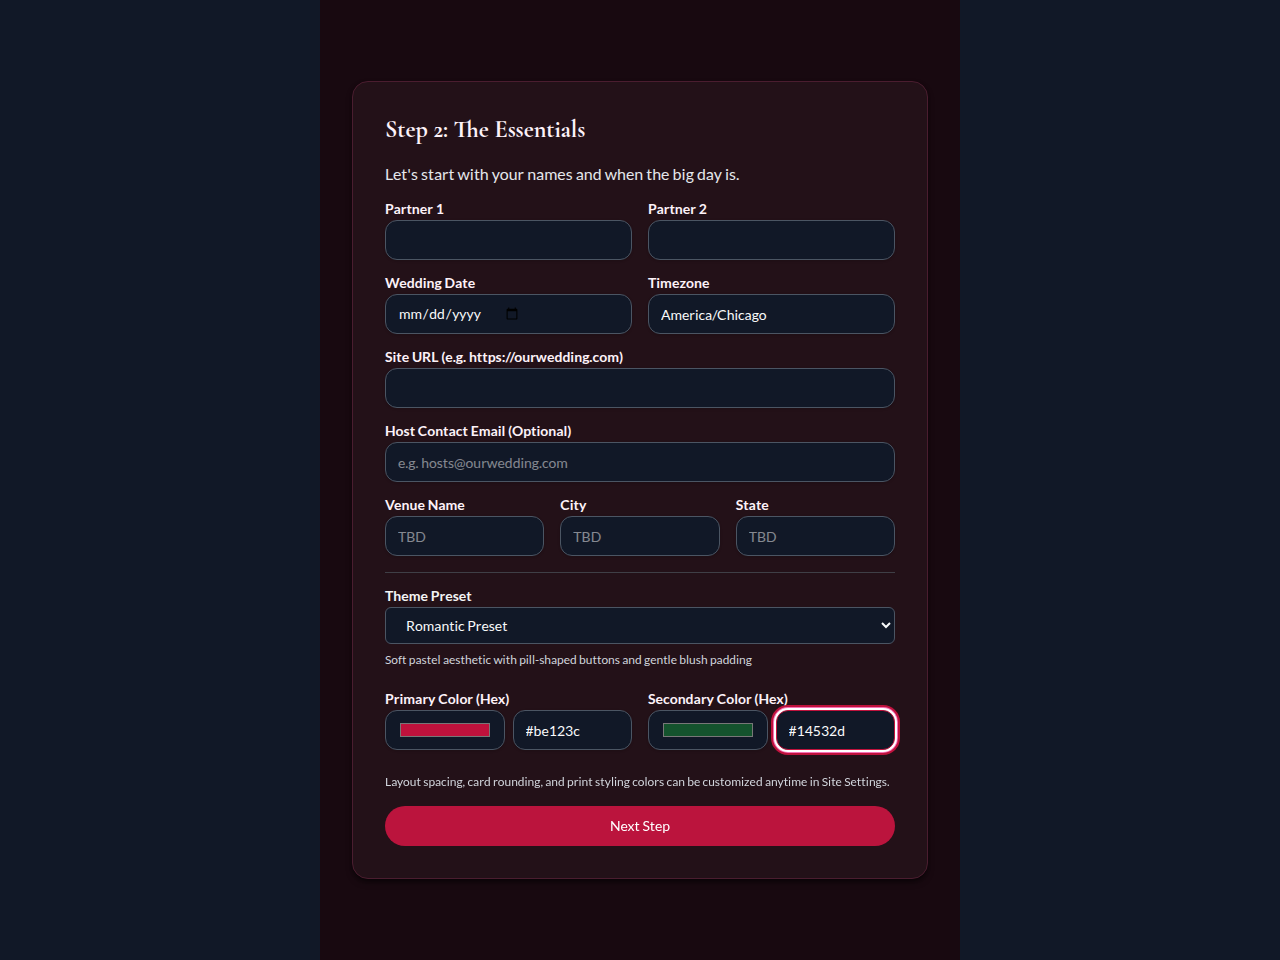 Step 2: The Essentials
Let's start with your names and when the big day is.
Partner 1
Partner 2
Wedding Date
Timezone
mm/dd/yyyy
America/Chicago
Site URL (e.g. https://ourwedding.com)
Host Contact Email (Optional)
e.g. hosts@ourwedding.com
Venue Name
City
State
TBD
TBD
TBD
Theme Preset
Romantic Preset
Soft pastel aesthetic with pill-shaped buttons and gentle blush padding
Primary Color (Hex)
Secondary Color (Hex)
#be123c
#14532d
Layout spacing, card rounding, and print styling colors can be customized anytime in Site Settings.
Next Step